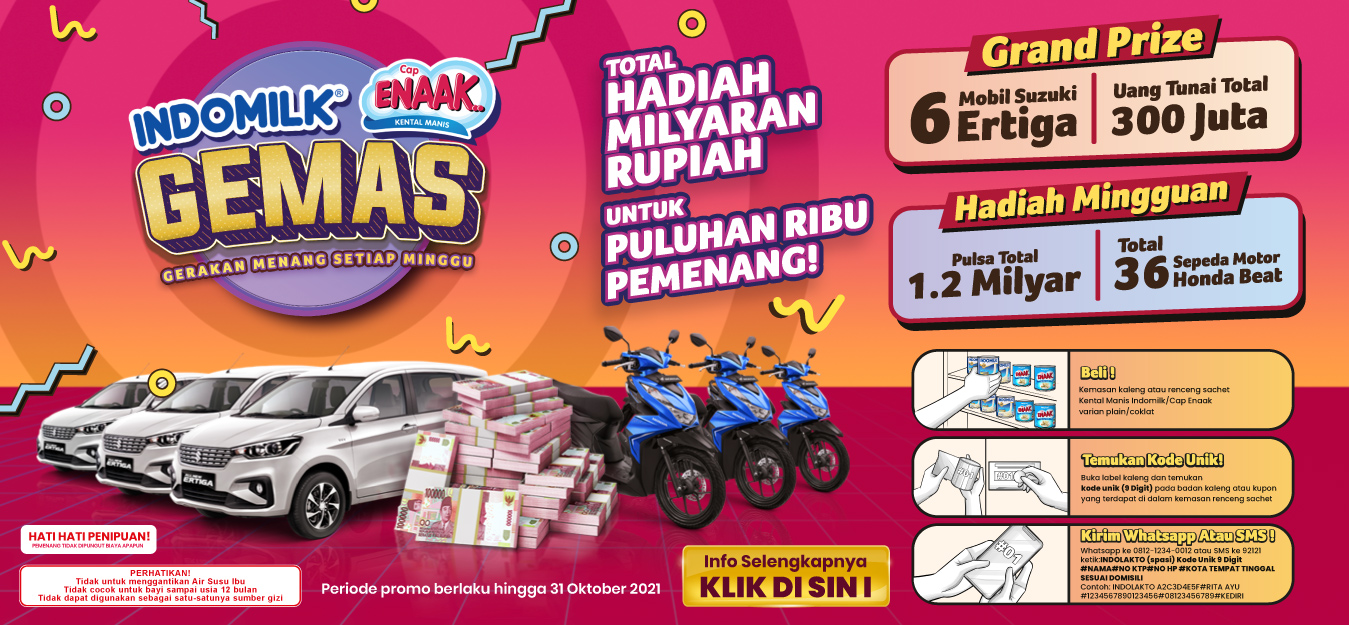 INDOMILK®
Cap
ENAAK...
KENTAL MANIS
GEMAS
GERAKAN MENANG SETIAP MINGGU
TOTAL
HADIAH
MILYARAN
RUPIAH
UNTUK
PULUHAN RIBU
PEMENANG!
Grand Prize
6 Mobil Suzuki
Ertiga
Uang Tunai Total
300 Juta
Hadiah Mingguan
Pulsa Total
1.2 Milyar
Total
36 Sepeda Motor
Honda Beat
ERTIGA
ERTIGA
ERTIGA
100000
100000
Beli!
Kemasan kaleng atau renceng sachet
Kental Manis Indomilk/Cap Enaak
varian plain/coklat
Temukan Kode Unik!
Buka label kaleng dan temukan
kode unik (9 Digit) pada badan kaleng atau kupon
yang terdapat di dalam kemasan renceng sachet
#01
Kirim Whatsapp Atau SMS !
Whatsapp ke 0812-1234-0012 atau SMS ke 92121
ketik:INDOLAKTO (spasi) Kode Unik 9 Digit
#NAMA#NO KTP#NO HP #KOTA TEMPAT TINGGAL
SESUAI DOMISILI
Contoh: INDOLAKTO A2C3D4E5F#RITA AYU
#1234567890123456#08123456789#KEDIRI
HATI HATI PENIPUAN!
PEMENANG TIDAK DIPUNGUT BIAYA APAPUN
PERHATIKAN!
Tidak untuk menggantikan Air Susu Ibu
Tidak cocok untuk bayi sampai usia 12 bulan
Tidak dapat digunakan sebagai satu-satunya sumber gizi
Periode promo berlaku hingga 31 Oktober 2021
Info Selengkapnya
KLIK DI SINI